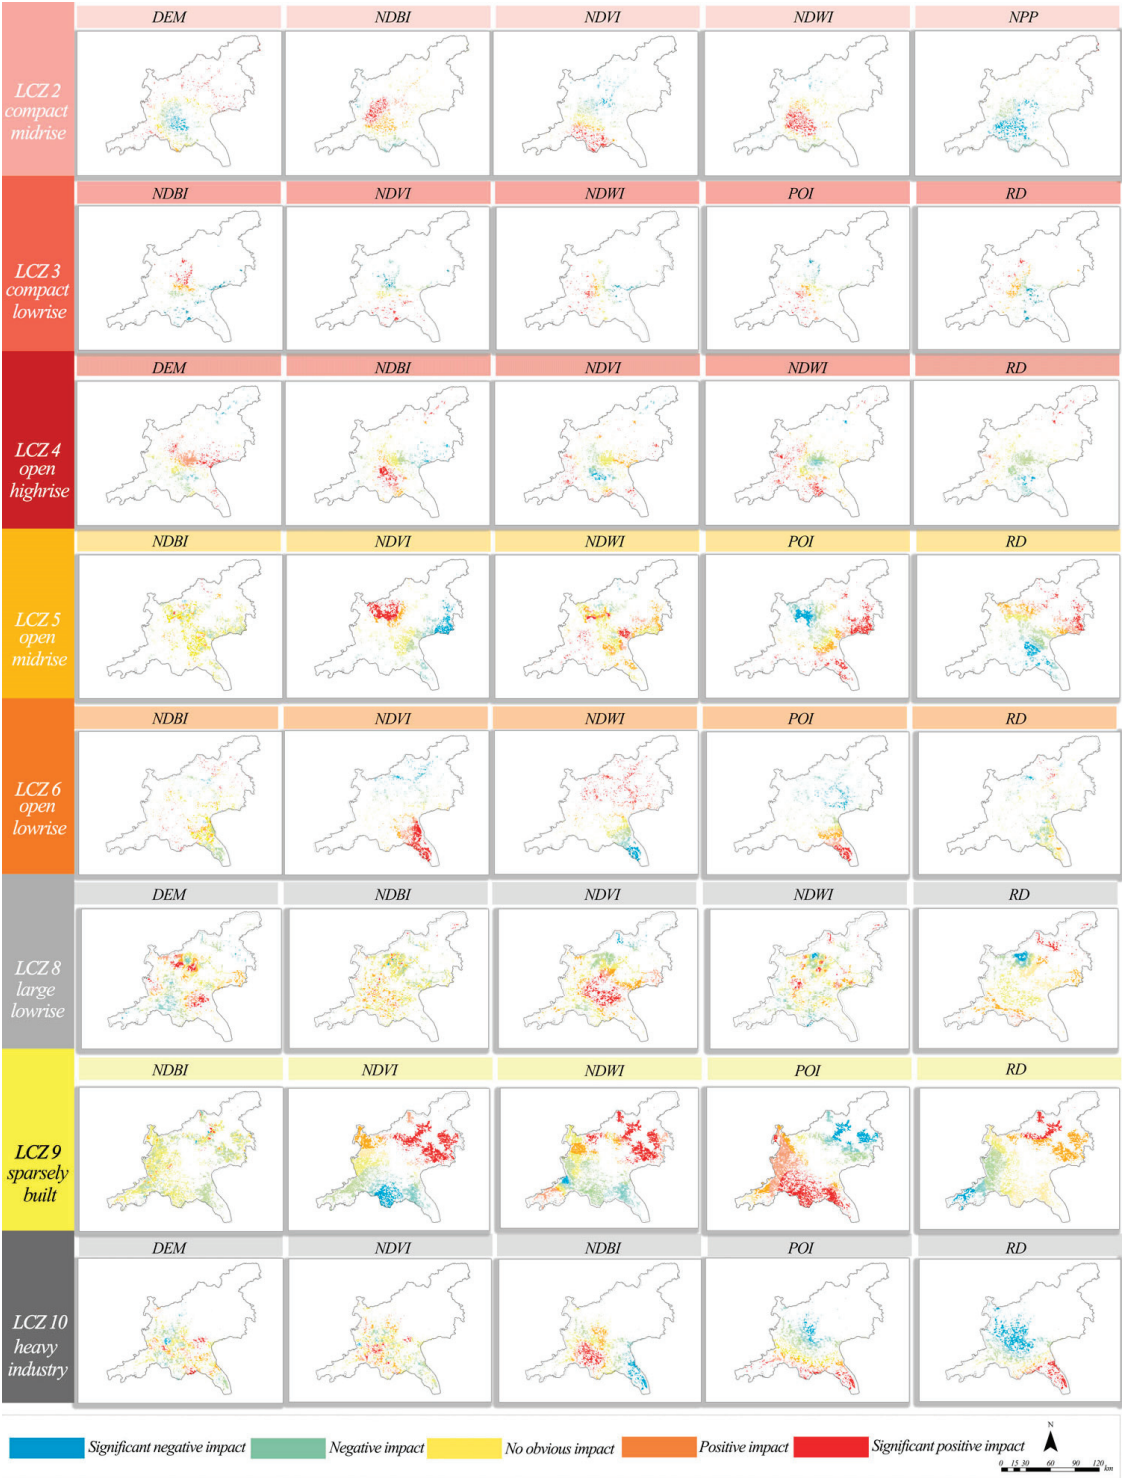 DEM NDBI NDVI NDWI NPP
LCZ 2
compact
midrise
NDBI NDVI NDWI POI RD
LCZ 3
compact
lowrise
DEM NDBI NDVI NDWI RD
LCZ 4
open
highrise
NDBI NDVI NDWI POI RD
LCZ 5
open
midrise
NDBI NDVI NDWI POI RD
LCZ 6
open
lowrise
DEM NDBI NDVI NDWI RD
LCZ 8
large
lowrise
NDBI NDVI NDWI POI RD
LCZ 9
sparsely
built
DEM NDVI NDBI POI RD
LCZ 10
heavy
industry
Significant negative impact Negative impact No obvious impact Positive impact Significant positive impact
N
0 15 30 60 90 120 km